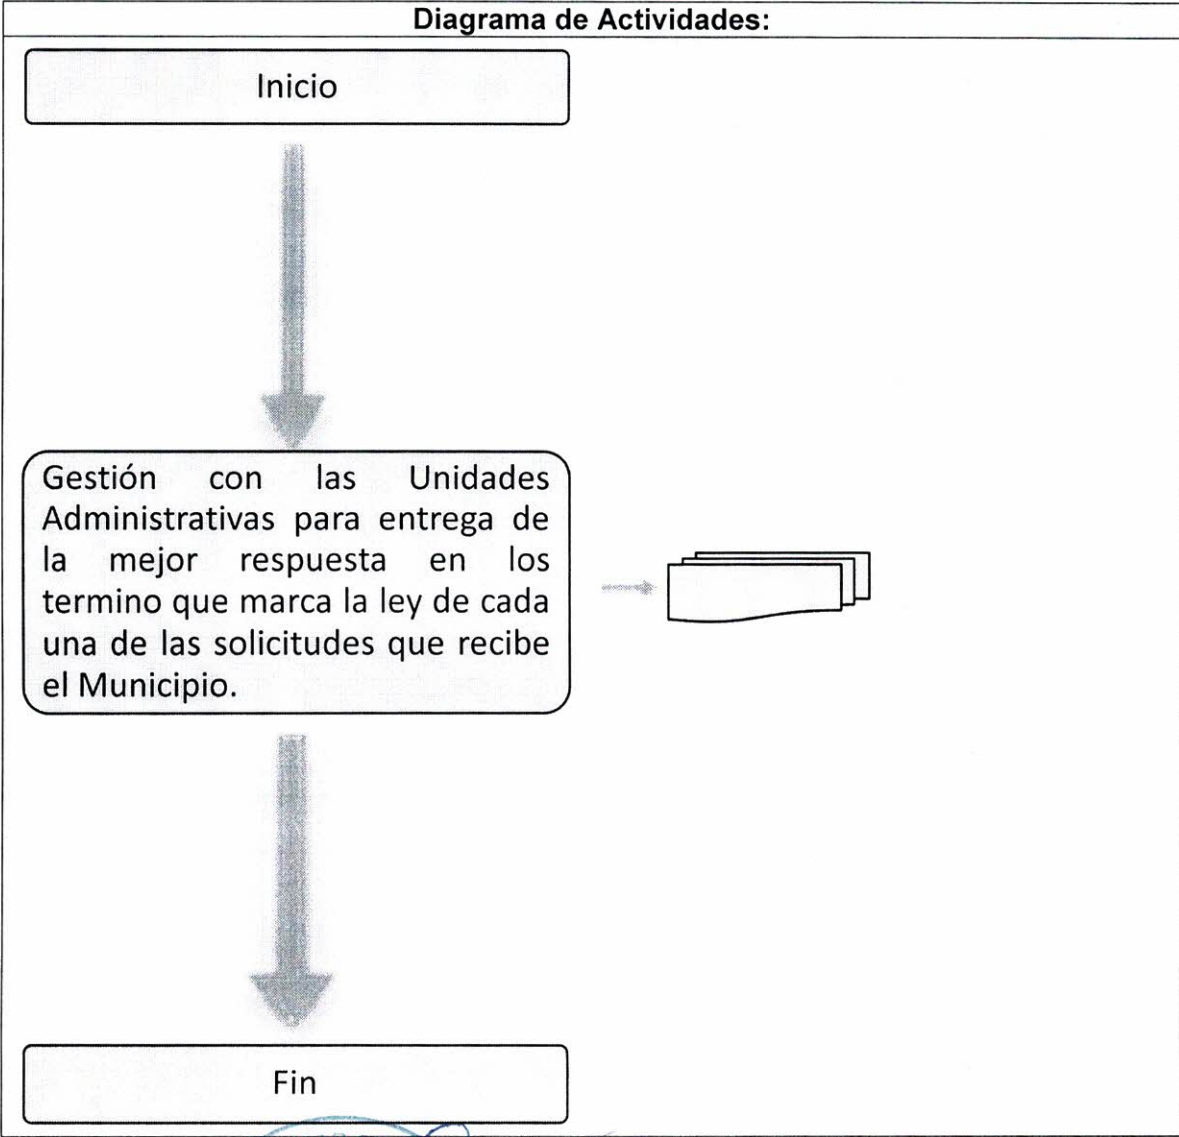 Diagrama de Actividades:
Inicio
Gestión con las Unidades
Administrativas para entrega de
la mejor respuesta en los
termino que marca la ley de cada
una de las solicitudes que recibe
el Municipio.
Fin